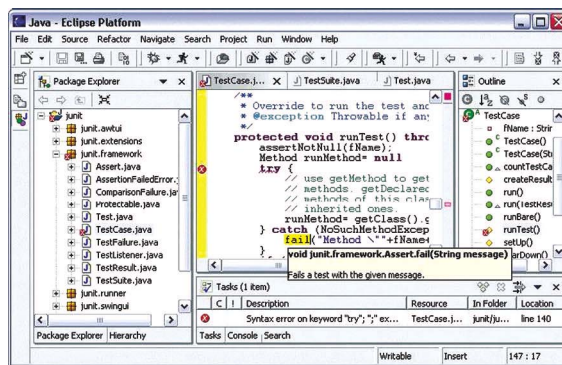 Java - Eclipse Platform
File Edit Source Refactor Navigate Search Project Run Window Help
Package Explorer
junit
junit.awtui
junit.extensions
junit.framework
Assert.java
AssertionFailedError.j
ComparisonFailure.ja
Protectable.java
Test.java
TestCase.java
TestFailure.java
TestListener.java
TestResult.java
TestSuite.java
junit.runner
junit.swingui
Package Explorer Hierarchy
TestCase.j... TestSuite.java Test.java
/**
* Override to run the test and
* @exception Throwable if any
*/
protected void runTest() thro
assertNotNull(fName);
Method runMethod= null
try {
// use getMethod to get
// methods. getDeclared
// methods of this clas
// inherited ones.
runMethod= getClass().g
} catch (NoSuchMethodExcep
fail("Method \""+fName+
}
void junit.framework.Assert.fail(String message)
Fails a test with the given message.
Outline
TestCase
fName : Strin
TestCase()
TestCase(Str
countTestCa
createResult
run()
run(TestResul
runBare()
runTest()
setUp()
tearDown()
Tasks (1 item)
C ! Description Resource In Folder Location
Syntax error on keyword "try"; ";" ex... TestCase.j... junit/ju... line 140
Tasks Console Search
Writable Insert 147 : 17